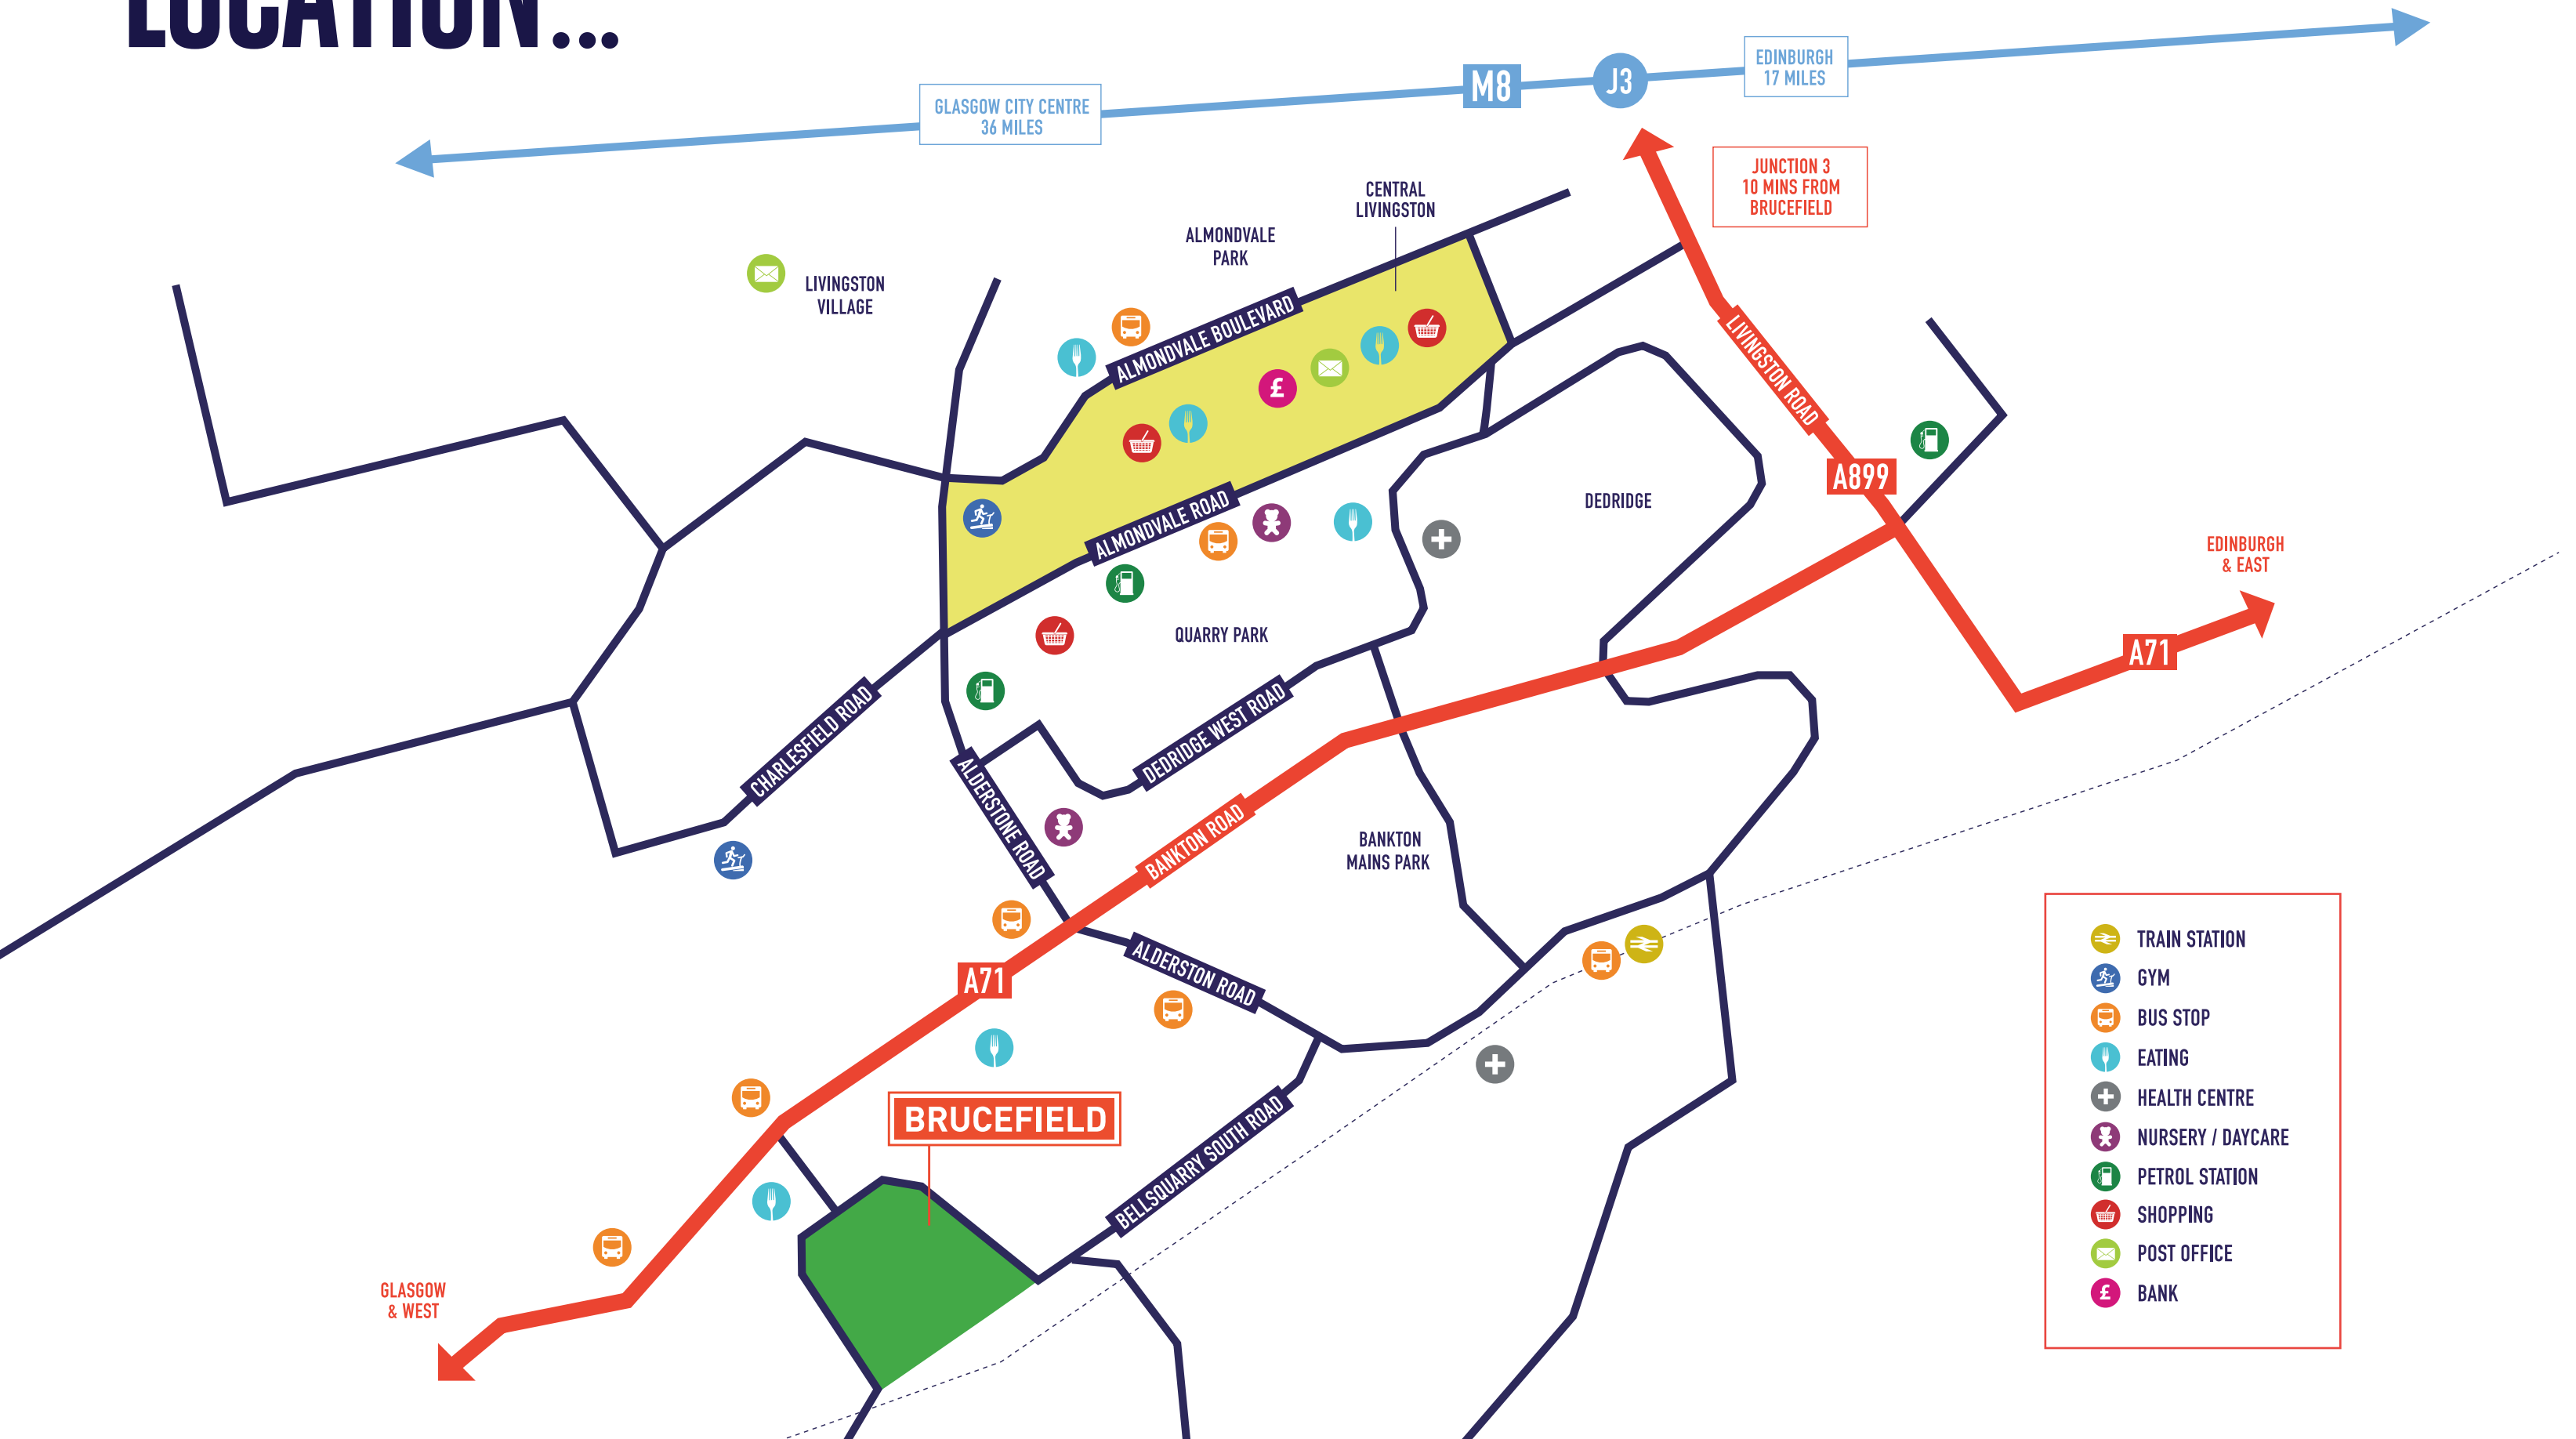 LOCATION...
GLASGOW CITY CENTRE
36 MILES
M8
J3
EDINBURGH
17 MILES
JUNCTION 3
10 MINS FROM
BRUCEFIELD
CENTRAL
LIVINGSTON
ALMONDVALE
PARK
LIVINGSTON
VILLAGE
ALMONDVALE BOULEVARD
LIVINGSTON ROAD
£
A899
DEDRIDGE
ALMONDVALE ROAD
EDINBURGH
& EAST
QUARRY PARK
A71
CHARLESFIELD ROAD
DEDRIDGE WEST ROAD
ALDERSTONE ROAD
BANKTON ROAD
BANKTON
MAINS PARK
A71
ALDERSTON ROAD
BRUCEFIELD
BELLSQUARRY SOUTH ROAD
GLASGOW
& WEST
TRAIN STATION
GYM
BUS STOP
EATING
HEALTH CENTRE
NURSERY / DAYCARE
PETROL STATION
SHOPPING
POST OFFICE
£ BANK